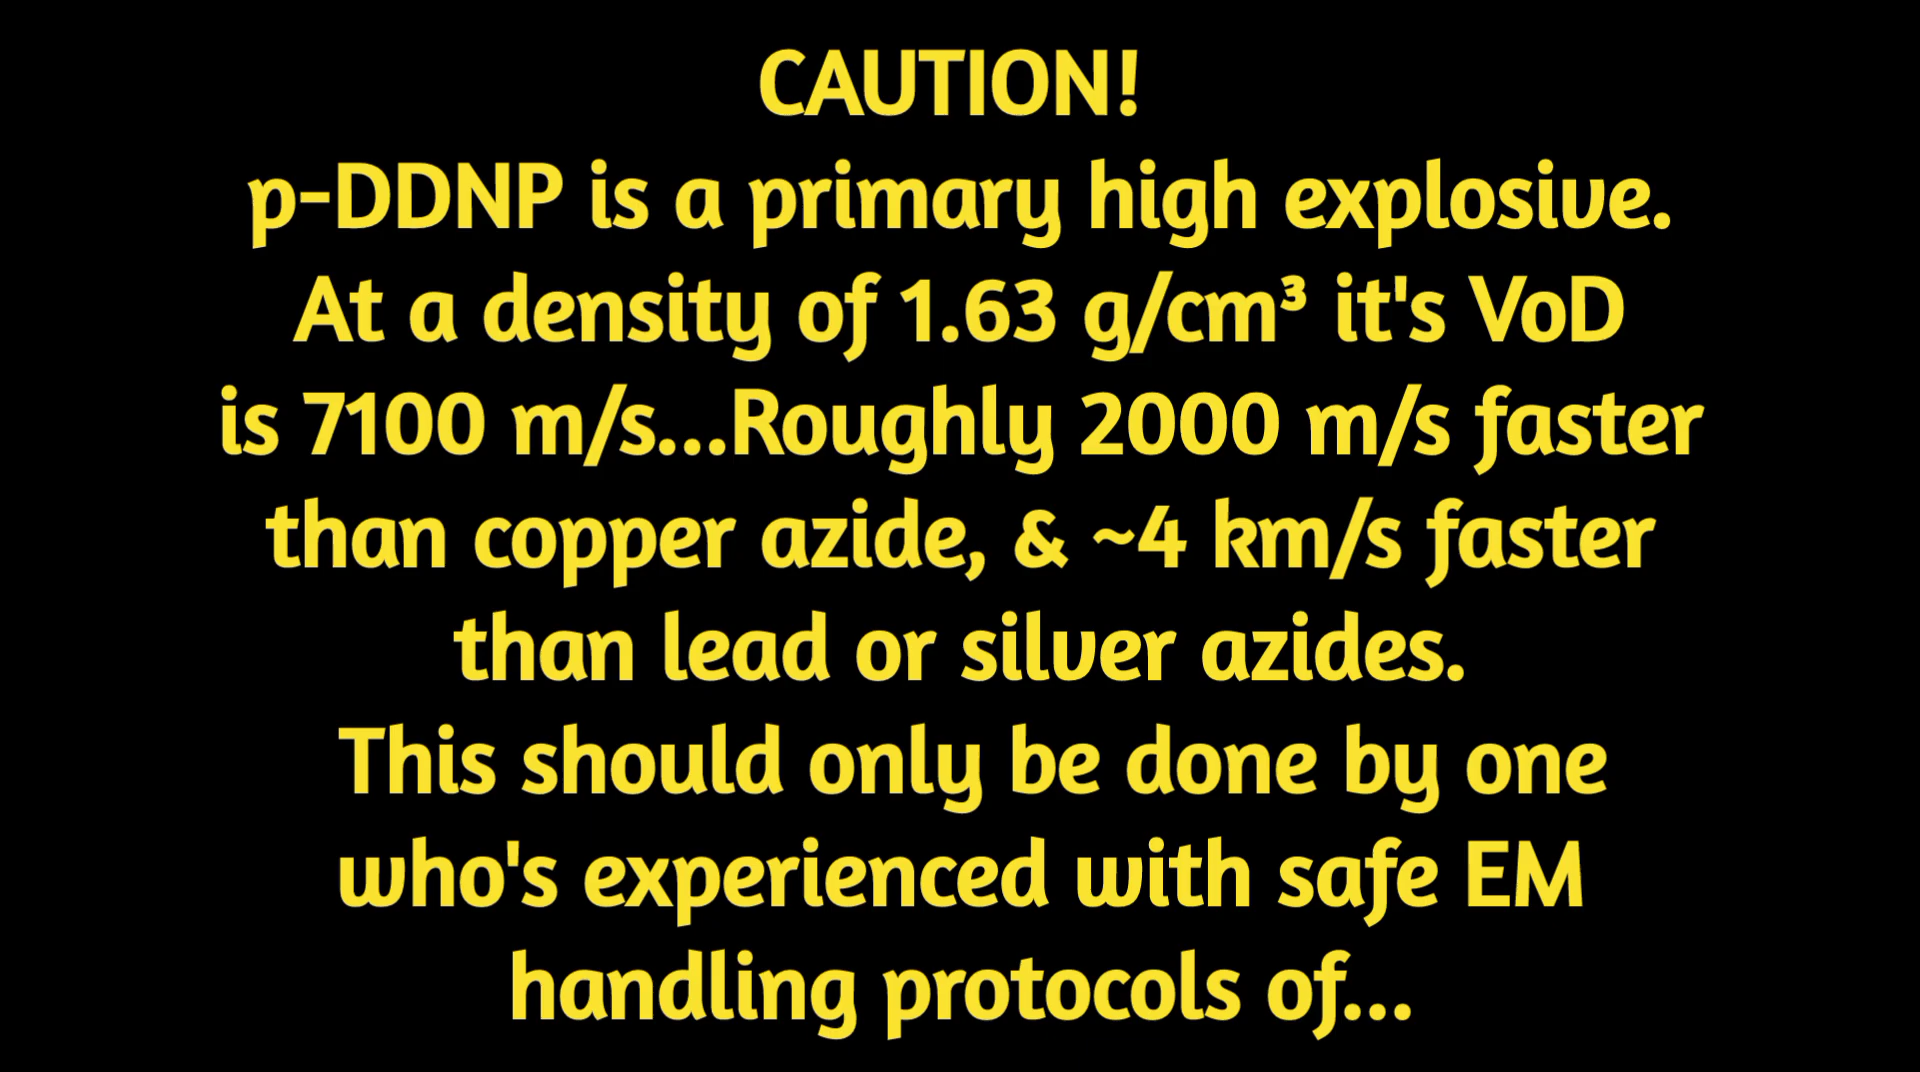 CAUTION!
p-DDNP is a primary high explosive.
At a density of 1.63 g/cm³ it's VoD
is 7100 m/s...Roughly 2000 m/s faster
than copper azide, & ~4 km/s faster
than lead or silver azides.
This should only be done by one
who's experienced with safe EM
handling protocols of...